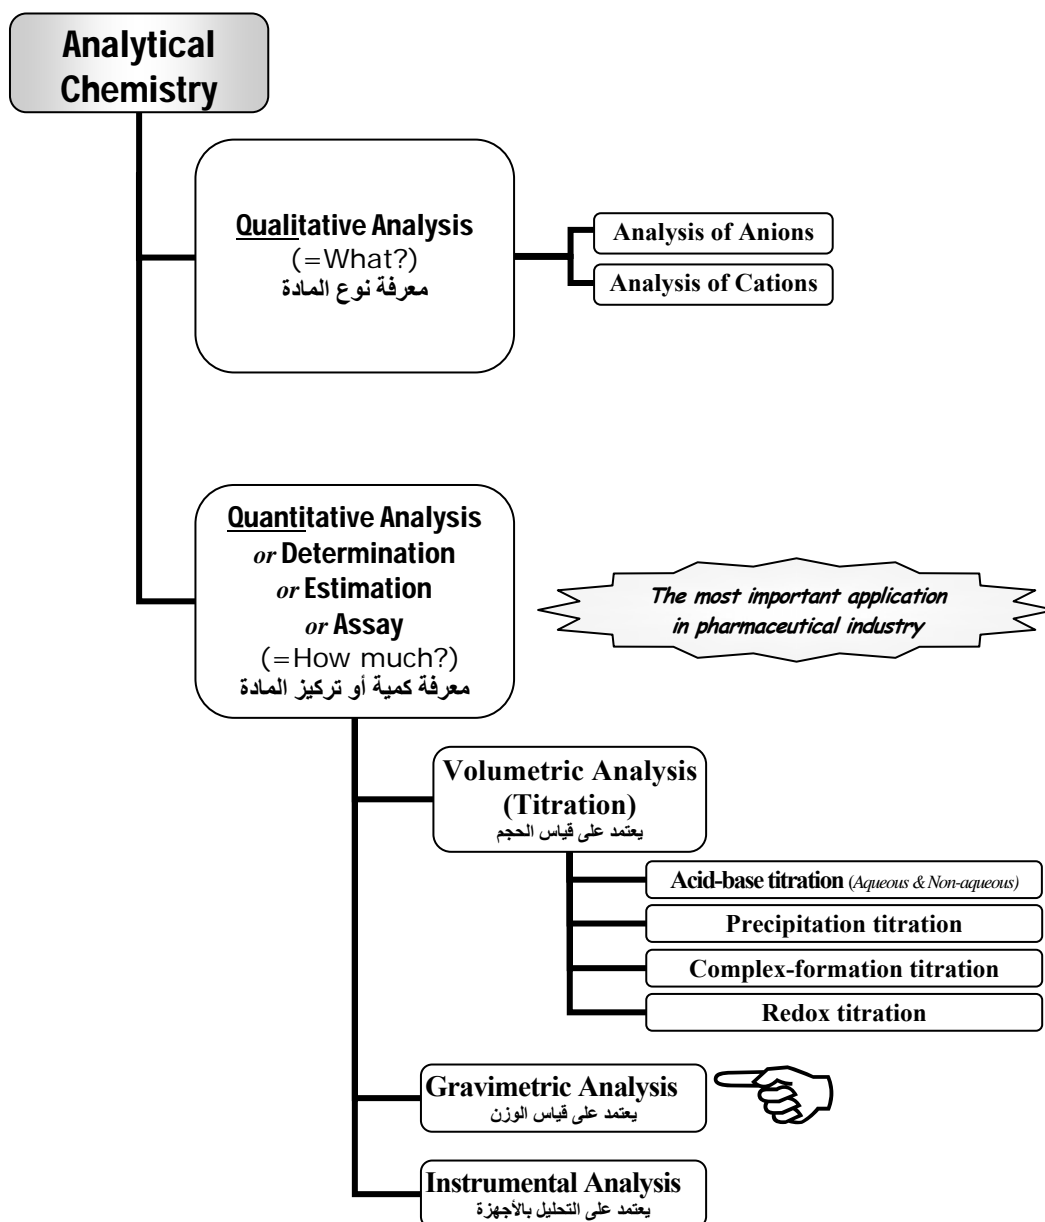 Analytical
Chemistry
Qualitative Analysis
(=What?)
معرفة نوع المادة
Analysis of Anions
Analysis of Cations
Quantitative Analysis
or Determination
or Estimation
or Assay
(=How much?)
معرفة كمية أو تركيز المادة
The most important application
in pharmaceutical industry
Volumetric Analysis
(Titration)
يعتمد على قياس الحجم
Acid-base titration (Aqueous & Non-aqueous)
Precipitation titration
Complex-formation titration
Redox titration
Gravimetric Analysis
يعتمد على قياس الوزن
Instrumental Analysis
يعتمد على التحليل بالأجهزة